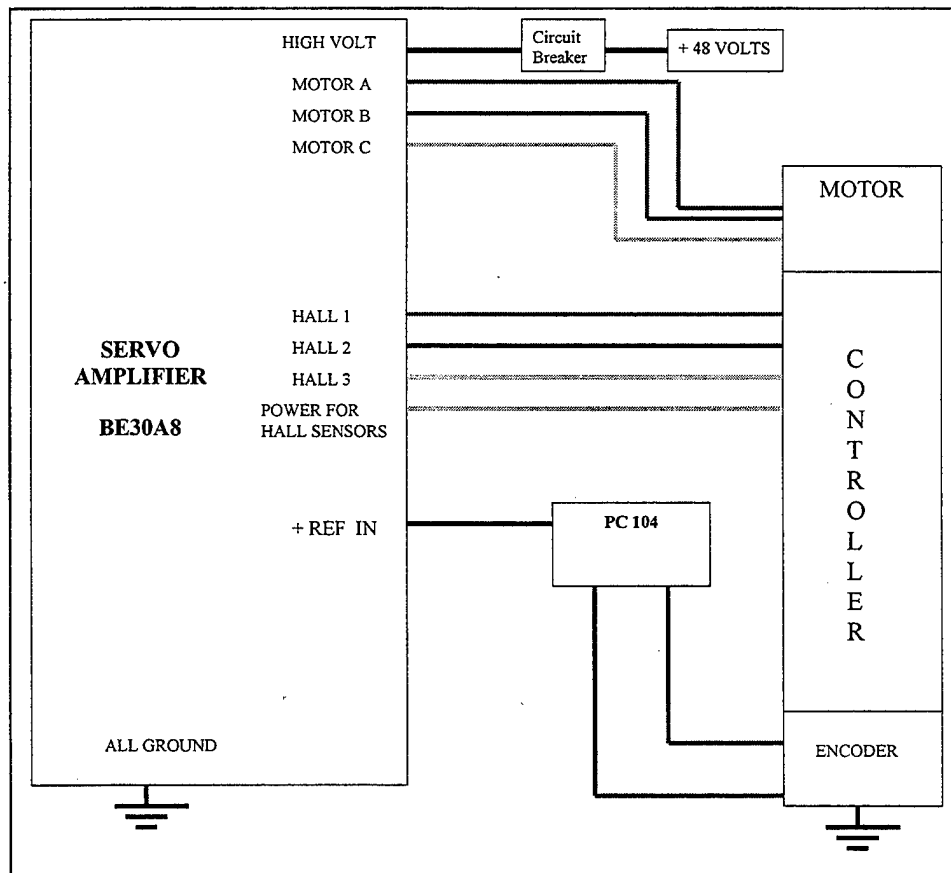 HIGH VOLT
Circuit
Breaker
+ 48 VOLTS
MOTOR A
MOTOR B
MOTOR C
MOTOR
HALL 1
HALL 2
HALL 3
POWER FOR
HALL SENSORS
SERVO
AMPLIFIER
BE30A8
C
O
N
T
R
O
L
L
E
R
+ REF IN
PC 104
ALL GROUND
ENCODER